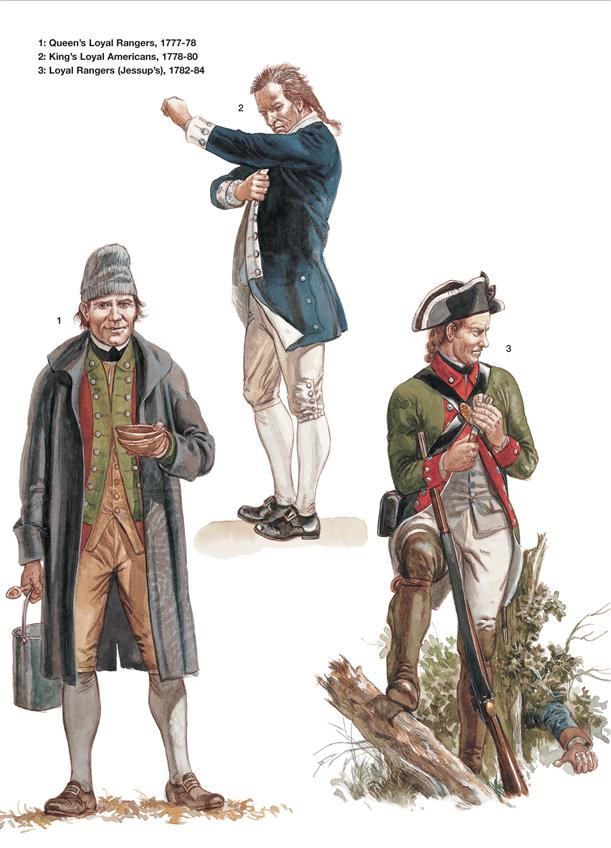 1: Queen's Loyal Rangers, 1777-78
2: King's Loyal Americans, 1778-80
3: Loyal Rangers (Jessup's), 1782-84
2
1
3